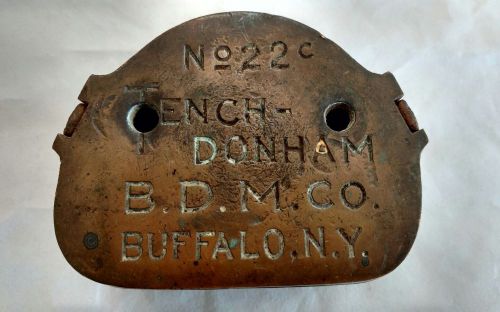 No 22c
TENCH-
DONHAM
B.D.M.CO.
BUFFALO, N.Y.